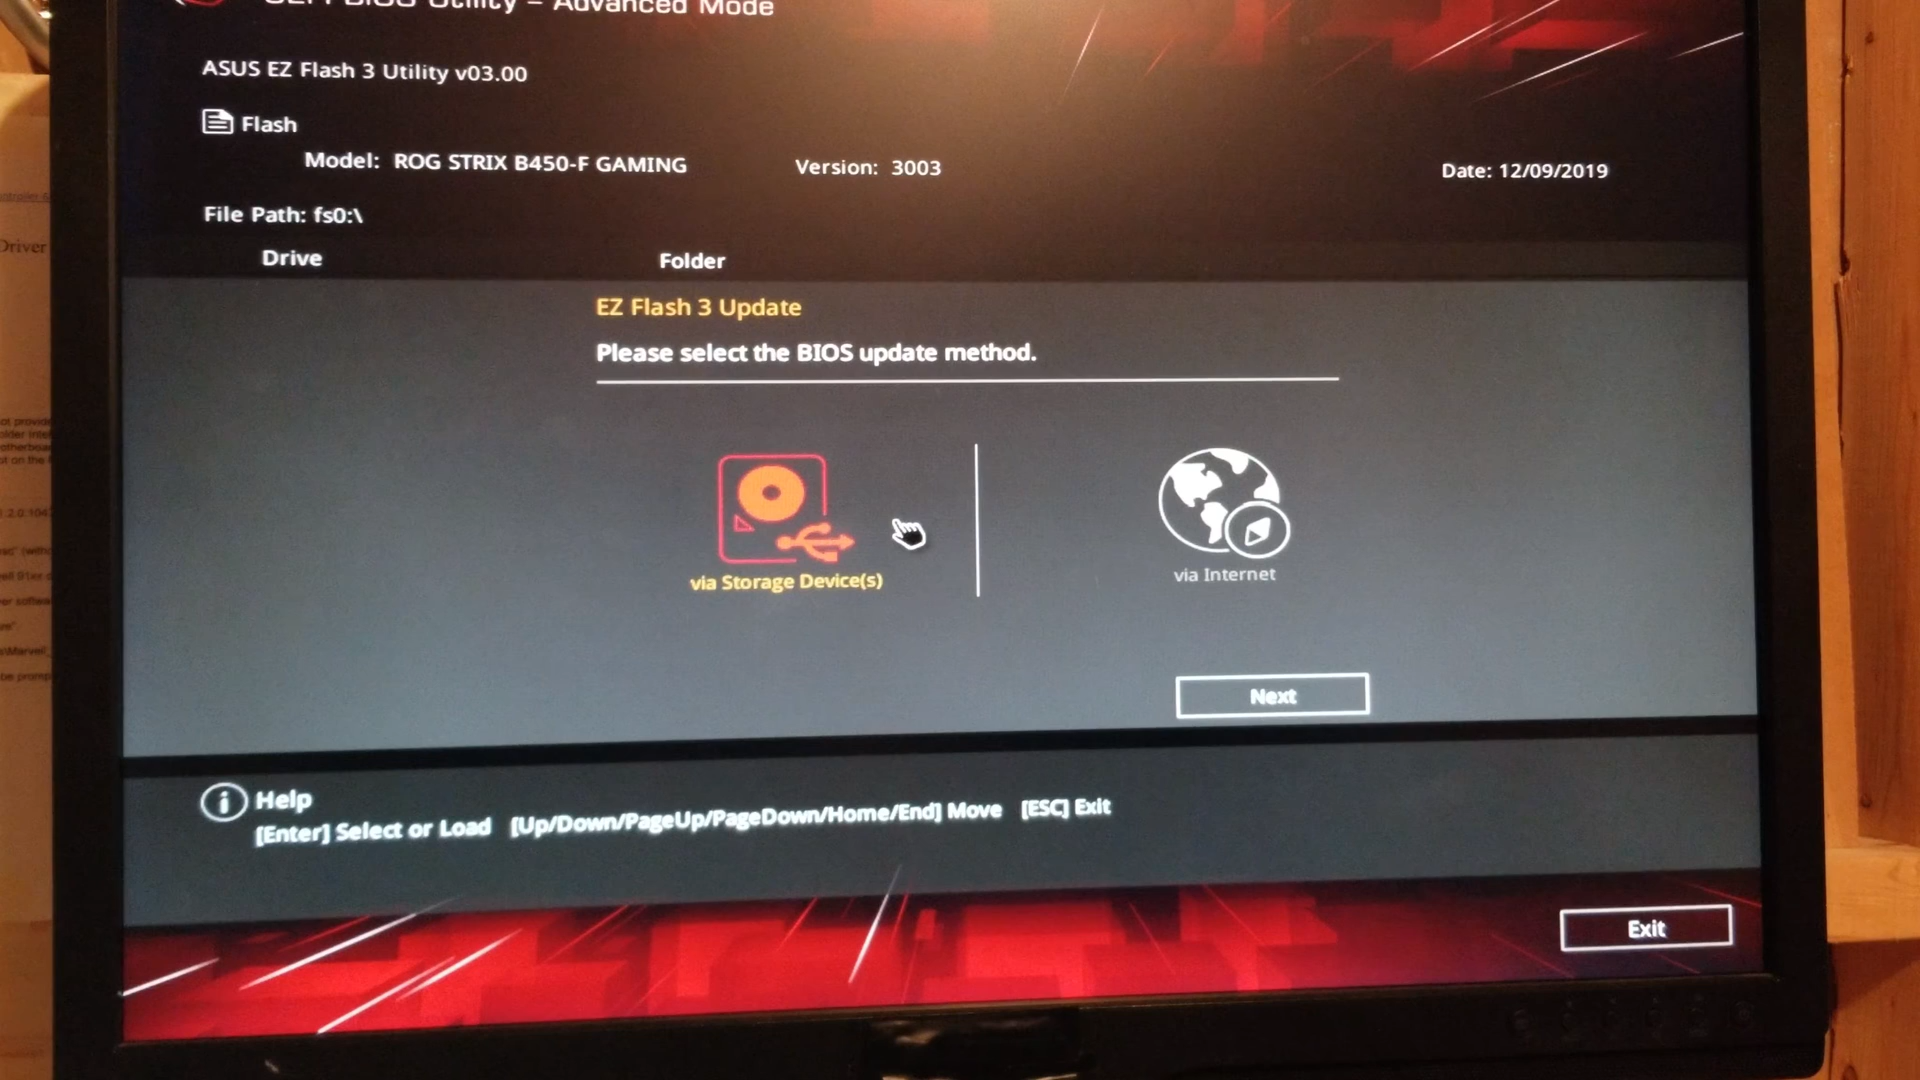 BIOS Utility – Advanced Mode
ASUS EZ Flash 3 Utility v03.00
Flash
Model: ROG STRIX B450-F GAMING Version: 3003 Date: 12/09/2019
File Path: fs0:\
Drive Folder
EZ Flash 3 Update
Please select the BIOS update method.
via Storage Device(s) via Internet
Next
Help
[Enter] Select or Load [Up/Down/PageUp/PageDown/Home/End] Move [ESC] Exit
Exit
Driver